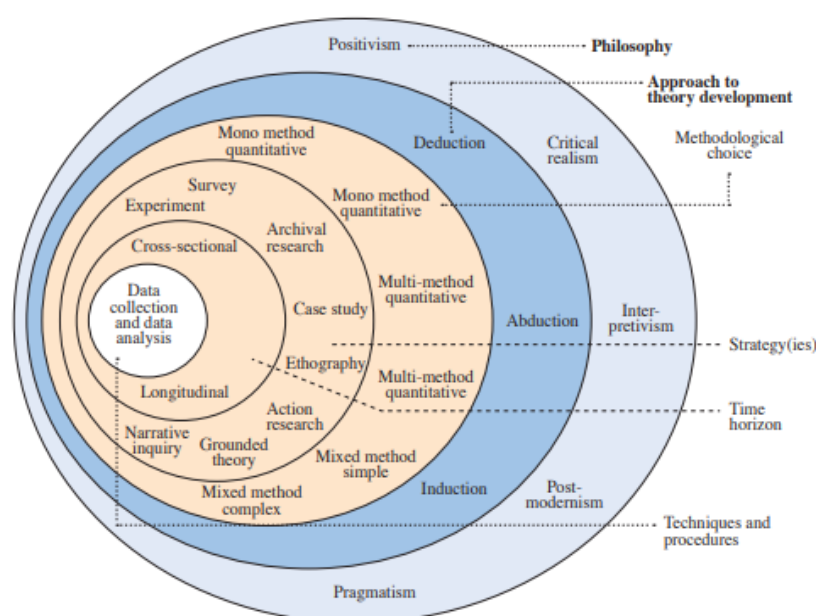 Positivism
Philosophy
Approach to
theory development
Mono method
quantitative
Deduction
Critical
realism
Methodological
choice
Survey
Experiment
Mono method
quantitative
Cross-sectional
Archival
research
Data
collection
and data
analysis
Case study
Multi-method
quantitative
Abduction
Inter-
pretivism
Strategy(ies)
Ethography
Multi-method
quantitative
Longitudinal
Time
horizon
Action
research
Narrative
inquiry
Grounded
theory
Mixed method
simple
Mixed method
complex
Induction
Post-
modernism
Techniques and
procedures
Pragmatism